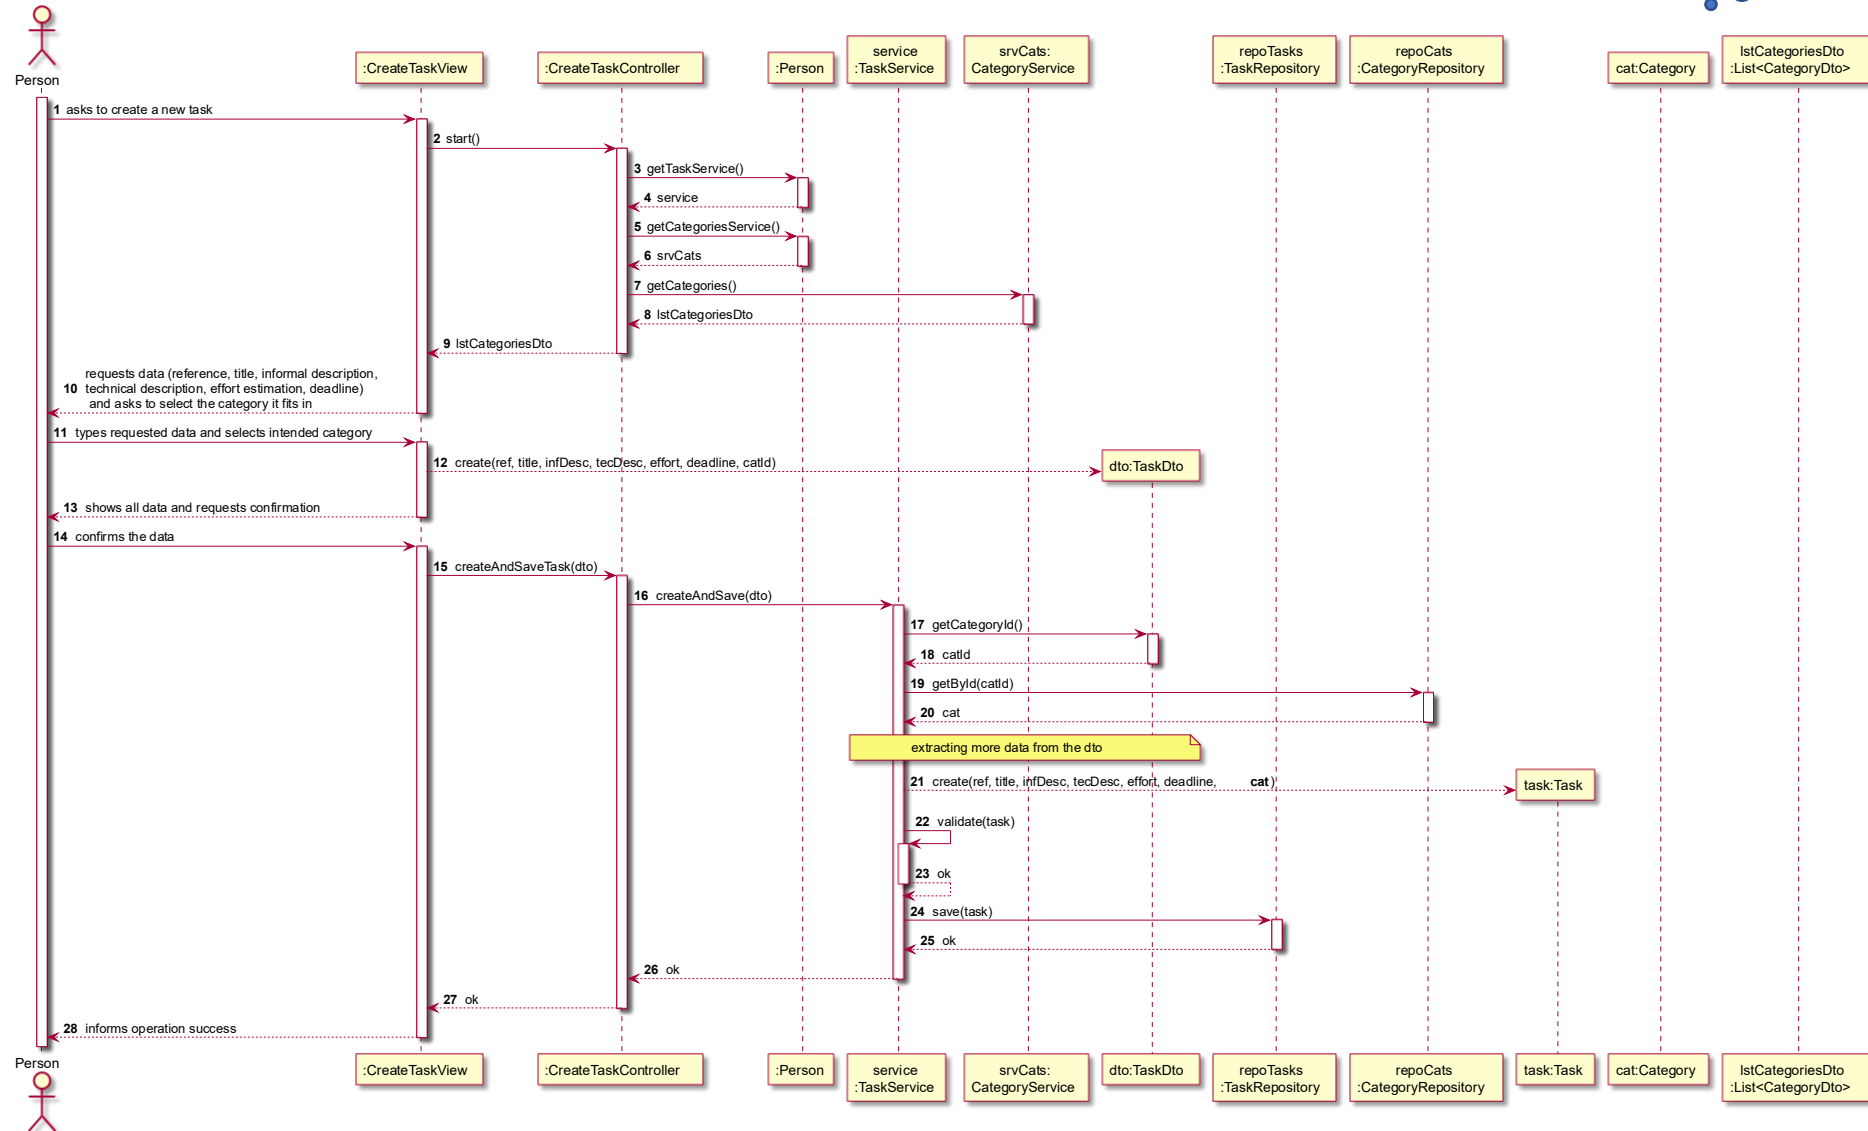 Person
:CreateTaskView
:CreateTaskController
:Person
service
:TaskService
srvCats:
CategoryService
repoTasks
:TaskRepository
repoCats
:CategoryRepository
cat:Category
lstCategoriesDto
:List<CategoryDto>
1 asks to create a new task
2 start()
3 getTaskService()
4 service
5 getCategoriesService()
6 srvCats
7 getCategories()
8 lstCategoriesDto
9 lstCategoriesDto
requests data (reference, title, informal description,
10 technical description, effort estimation, deadline)
and asks to select the category it fits in
11 types requested data and selects intended category
12 create(ref, title, infDesc, tecDesc, effort, deadline, catId)
dto:TaskDto
13 shows all data and requests confirmation
14 confirms the data
15 createAndSaveTask(dto)
16 createAndSave(dto)
17 getCategoryId()
18 catId
19 getById(catId)
20 cat
extracting more data from the dto
21 create(ref, title, infDesc, tecDesc, effort, deadline, cat)
task:Task
22 validate(task)
23 ok
24 save(task)
25 ok
26 ok
27 ok
28 informs operation success
Person
:CreateTaskView
:CreateTaskController
:Person
service
:TaskService
srvCats:
CategoryService
dto:TaskDto
repoTasks
:TaskRepository
repoCats
:CategoryRepository
task:Task
cat:Category
lstCategoriesDto
:List<CategoryDto>